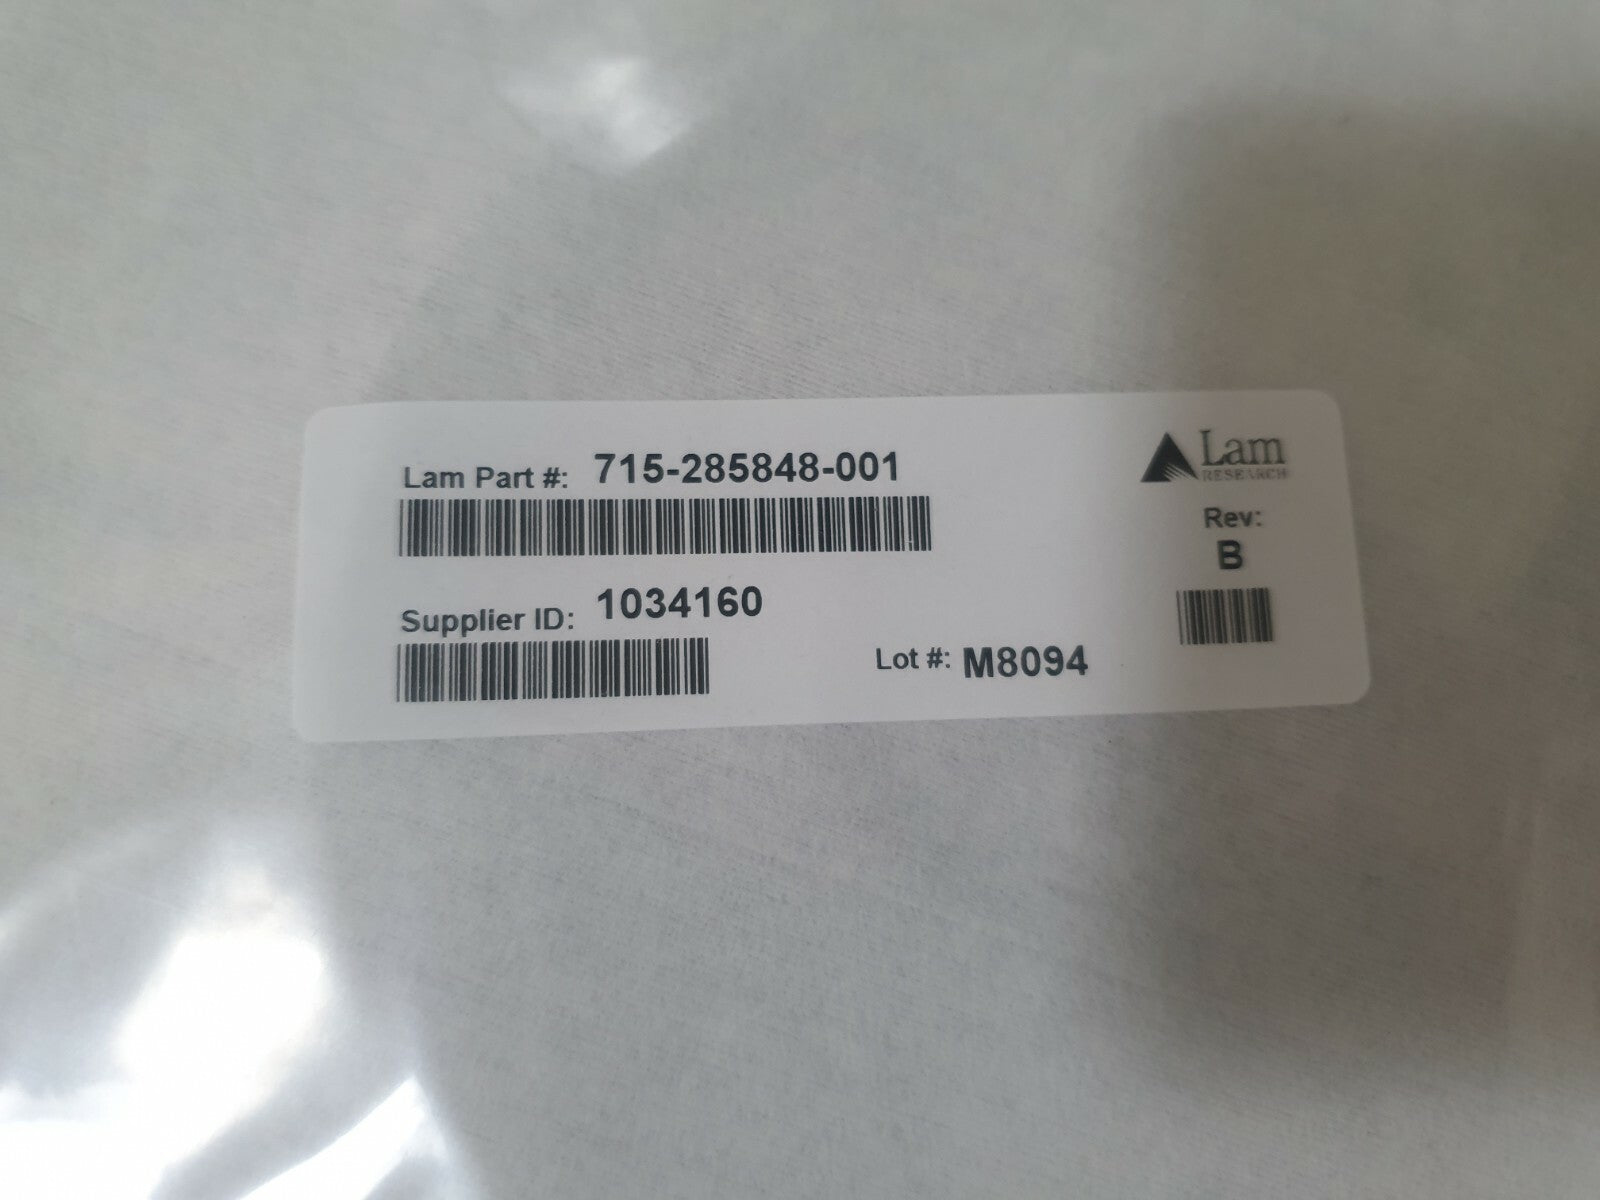 Lam Part #: 715-285848-001
Lam
RESEARCH
Rev:
B
Supplier ID: 1034160
Lot #: M8094